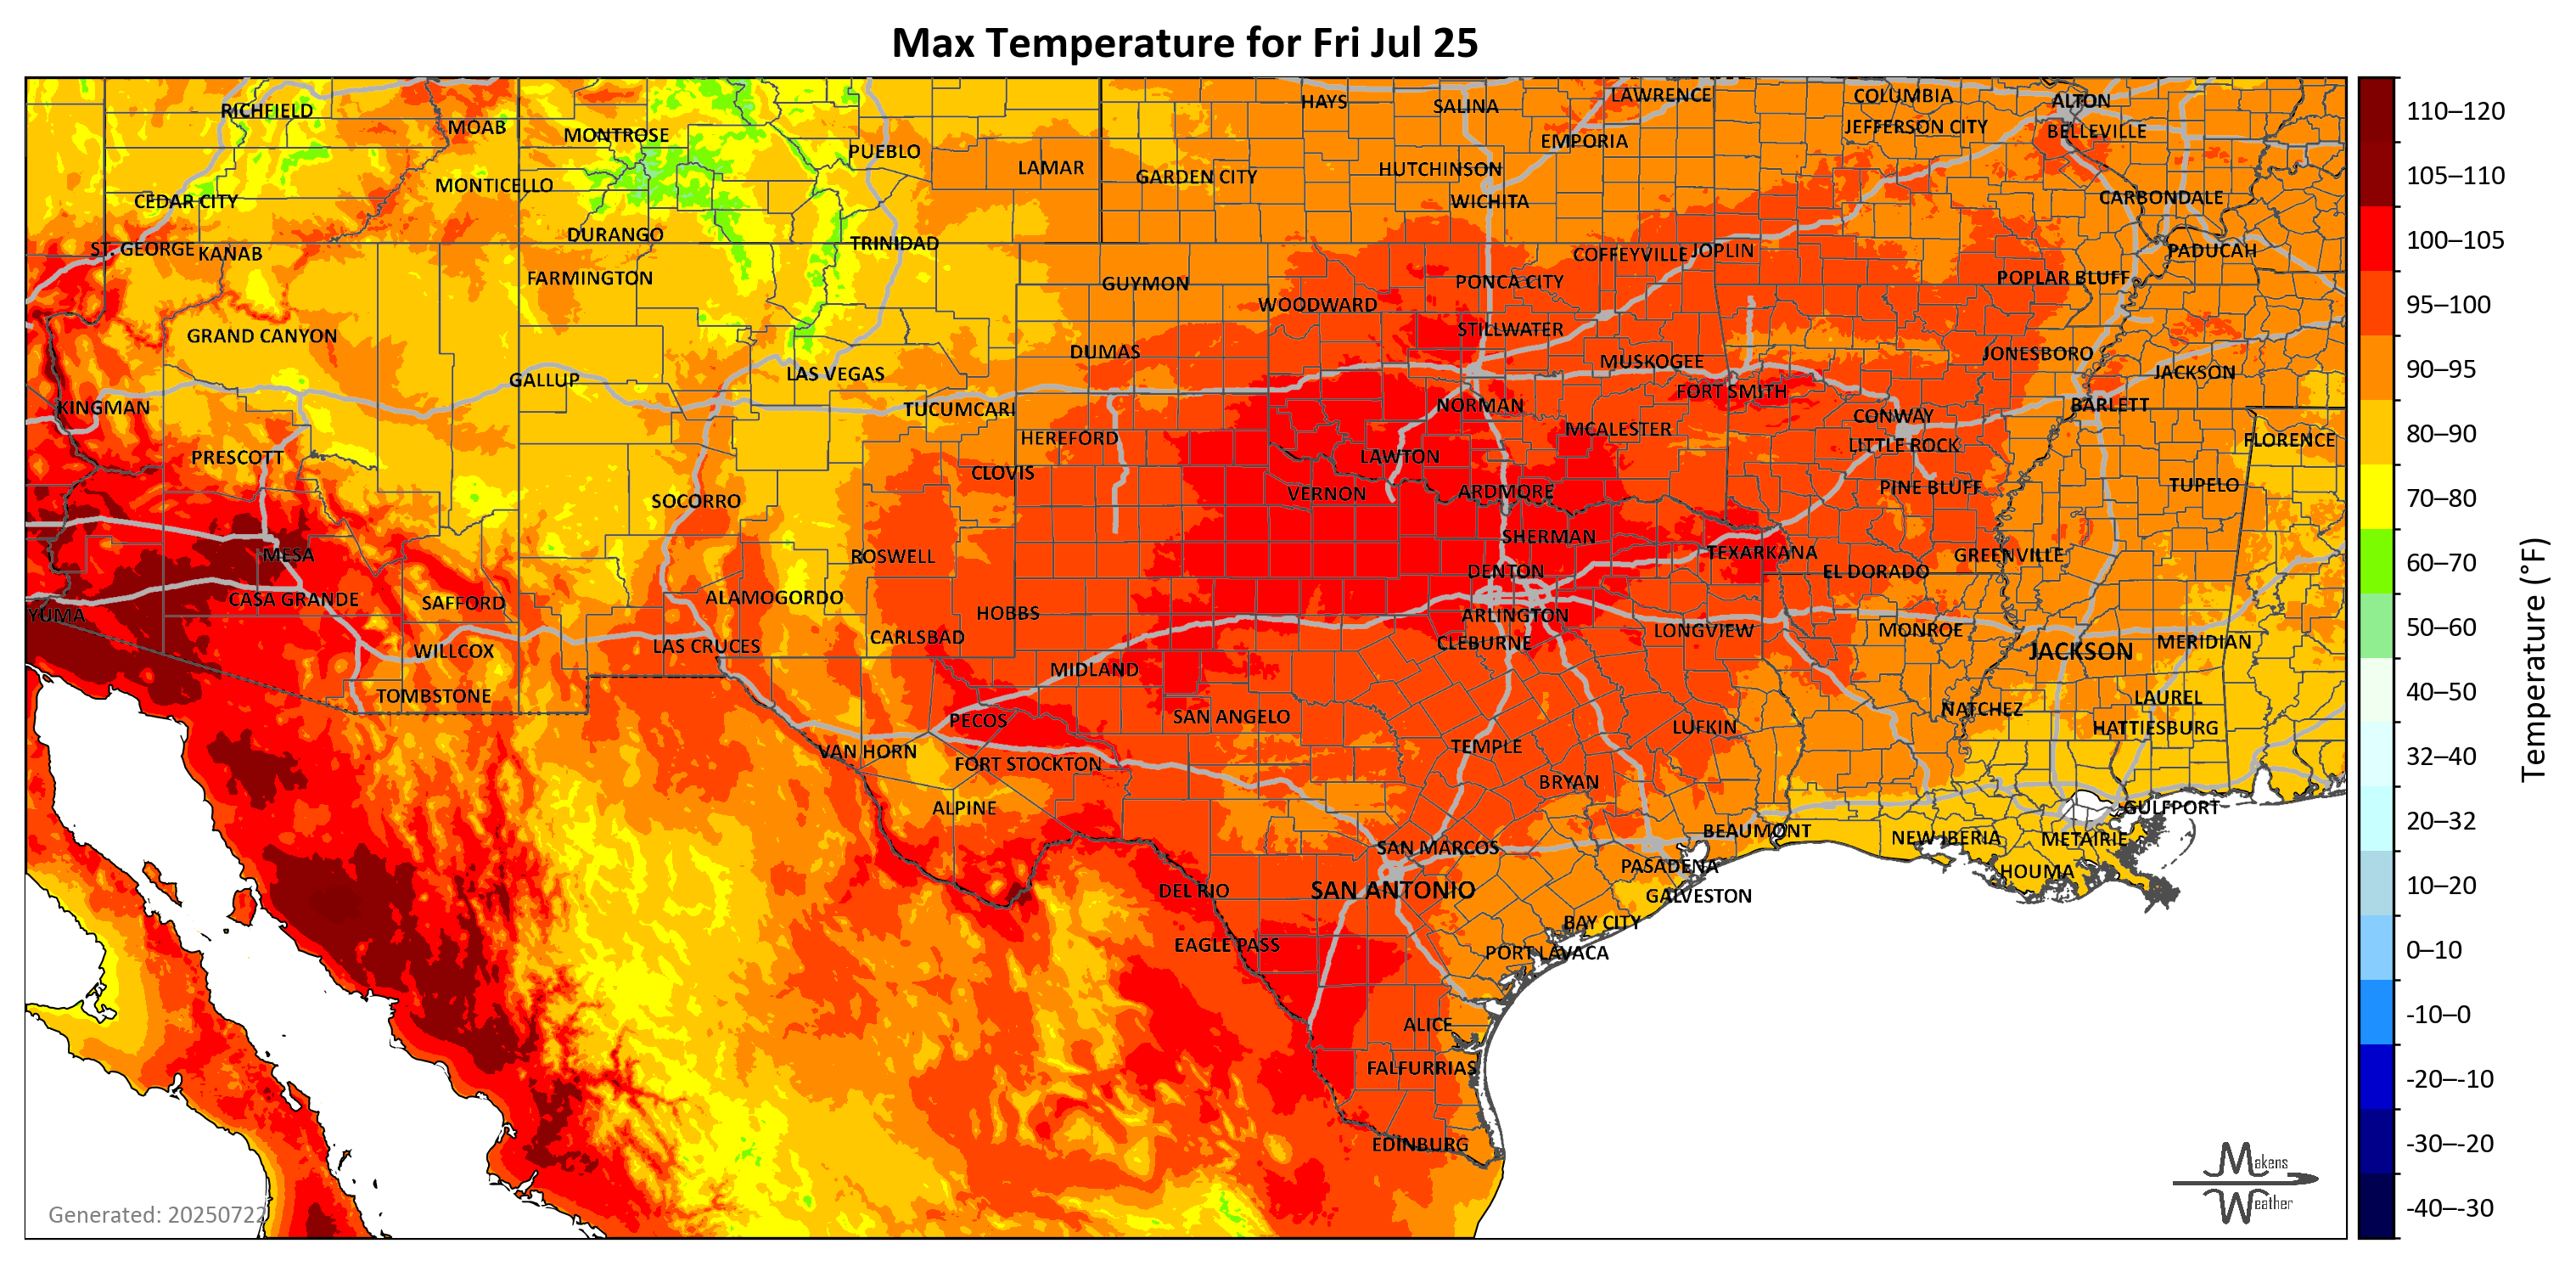 Max Temperature for Fri Jul 25
RICHFIELD
MOAB
MONTROSE
PUEBLO
LAMAR
GARDEN CITY
HAYS
SALINA
LAWRENCE
EMPORIA
HUTCHINSON
WICHITA
COLUMBIA
JEFFERSON CITY
ALTON
BELLEVILLE
CARBONDALE
CEDAR CITY
MONTICELLO
DURANGO
TRINIDAD
ST. GEORGE
KANAB
FARMINGTON
GUYMON
WOODWARD
PONCA CITY
COFFEYVILLE
JOPLIN
POPLAR BLUFF
PADUCAH
GRAND CANYON
GALLUP
LAS VEGAS
DUMAS
STILLWATER
MUSKOGEE
FORT SMITH
JONESBORO
JACKSON
KINGMAN
TUCUMCARI
HEREFORD
NORMAN
MCALESTER
CONWAY
LITTLE ROCK
BARLETT
FLORENCE
PRESCOTT
SOCORRO
CLOVIS
LAWTON
VERNON
ARDMORE
PINE BLUFF
TUPELO
MESA
ROSWELL
SHERMAN
TEXARKANA
GREENVILLE
DENTON
EL DORADO
YUMA
CASA GRANDE
SAFFORD
ALAMOGORDO
HOBBS
ARLINGTON
CLEBURNE
LONGVIEW
MONROE
JACKSON
MERIDIAN
WILLCOX
LAS CRUCES
CARLSBAD
MIDLAND
TOMBSTONE
PECOS
SAN ANGELO
LUFKIN
NATCHEZ
LAUREL
HATTIESBURG
VAN HORN
FORT STOCKTON
TEMPLE
BRYAN
ALPINE
BEAUMONT
NEW IBERIA
METAIRIE
GULFPORT
SAN MARCOS
PASADENA
HOUMA
DEL RIO
SAN ANTONIO
GALVESTON
BAY CITY
EAGLE PASS
PORT LAVACA
ALICE
FALFURRIAS
EDINBURG
Generated: 20250722
Makens
Weather
110–120
105–110
100–105
95–100
90–95
80–90
70–80
60–70
50–60
40–50
32–40
20–32
10–20
0–10
-10–0
-20–-10
-30–-20
-40–-30
Temperature (°F)